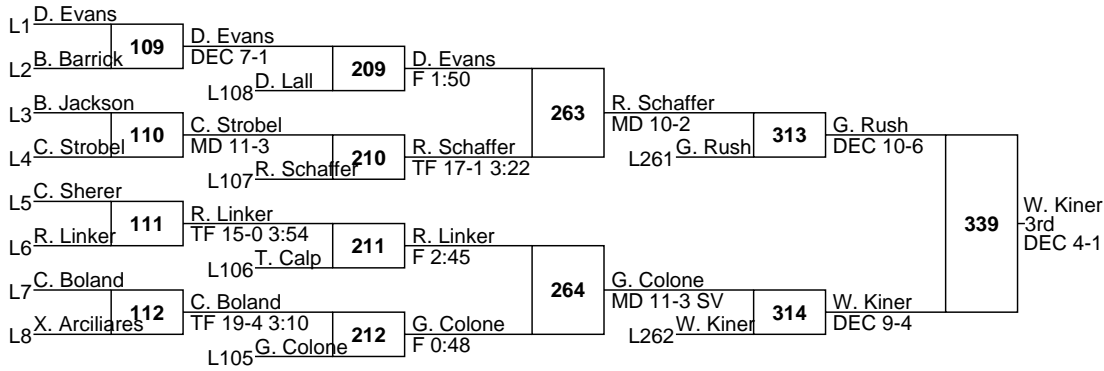 L1 D. Evans
109
L2 B. Barrick
D. Evans
DEC 7-1
209
L108 D. Lall
D. Evans
F 1:50
L3 B. Jackson
110
L4 C. Strobel
C. Strobel
MD 11-3
210
L107 R. Schaffer
R. Schaffer
TF 17-1 3:22
263
R. Schaffer
MD 10-2
313
L261 G. Rush
G. Rush
DEC 10-6
L5 C. Sherer
111
L6 R. Linker
R. Linker
TF 15-0 3:54
211
L106 T. Calp
R. Linker
F 2:45
L7 C. Boland
112
L8 X. Arciliares
C. Boland
TF 19-4 3:10
212
L105 G. Colone
G. Colone
F 0:48
264
G. Colone
MD 11-3 SV
314
L262 W. Kiner
W. Kiner
DEC 9-4
339
W. Kiner
3rd
DEC 4-1